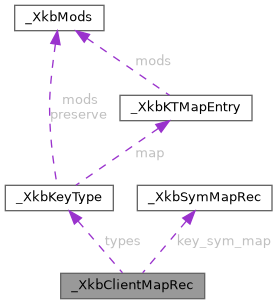 _XkbMods
mods
_XkbKTMapEntry
mods
preserve
map
_XkbKeyType
_XkbSymMapRec
types
key_sym_map
_XkbClientMapRec